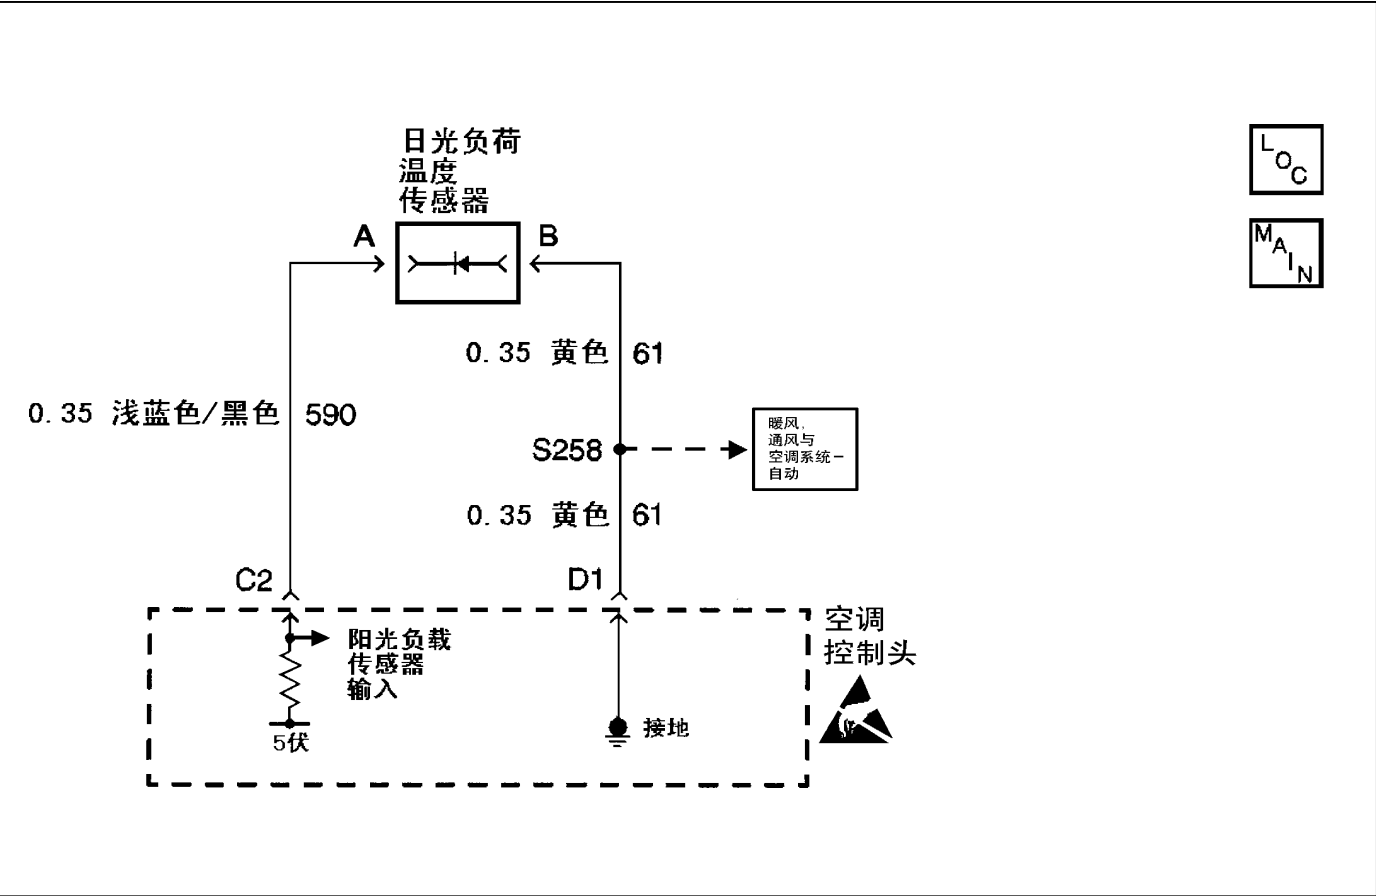 日光负荷
温度
传感器
LOC
A
B
MAIN
0.35 黄色 61
0.35 浅蓝色/黑色 590
暖风,
通风与
空调系统-
自动
S258
0.35 黄色 61
C2
D1
空调
控制头
阳光负载
传感器
输入
5伏
接地